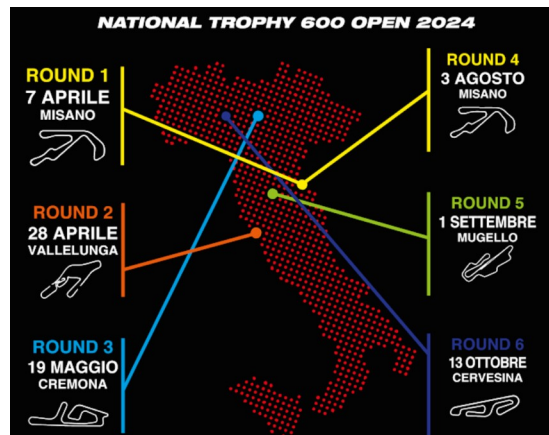 NATIONAL TROPHY 600 OPEN 2024
ROUND 1
7 APRILE
MISANO
ROUND 2
28 APRILE
VALLELUNGA
ROUND 3
19 MAGGIO
CREMONA
ROUND 4
3 AGOSTO
MISANO
ROUND 5
1 SETTEMBRE
MUGELLO
ROUND 6
13 OTTOBRE
CERVESINA